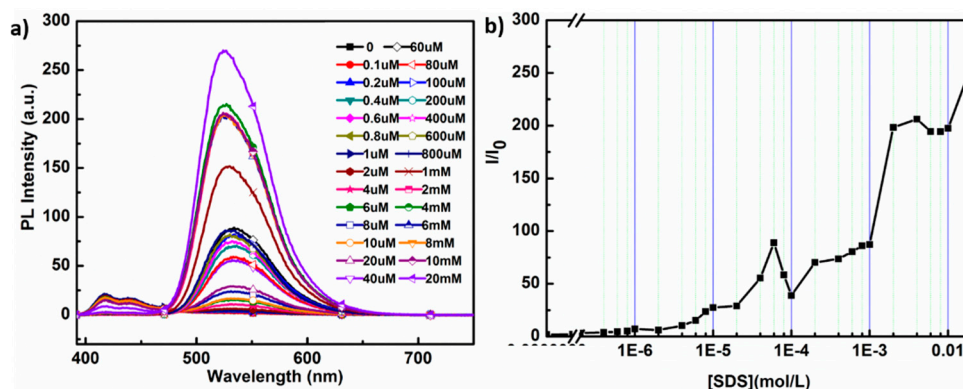 a)
PL Intensity (a.u.)
300
250
200
150
100
50
0
0 60uM
0.1uM 80uM
0.2uM 100uM
0.4uM 200uM
0.6uM 400uM
0.8uM 600uM
1uM 800uM
2uM 1mM
4uM 2mM
6uM 4mM
8uM 6mM
10uM 8mM
20uM 10mM
40uM 20mM
400 500 600 700
Wavelength (nm)
b)
I/I0
300
250
200
150
100
50
0
1E-6 1E-5 1E-4 1E-3 0.01
[SDS](mol/L)